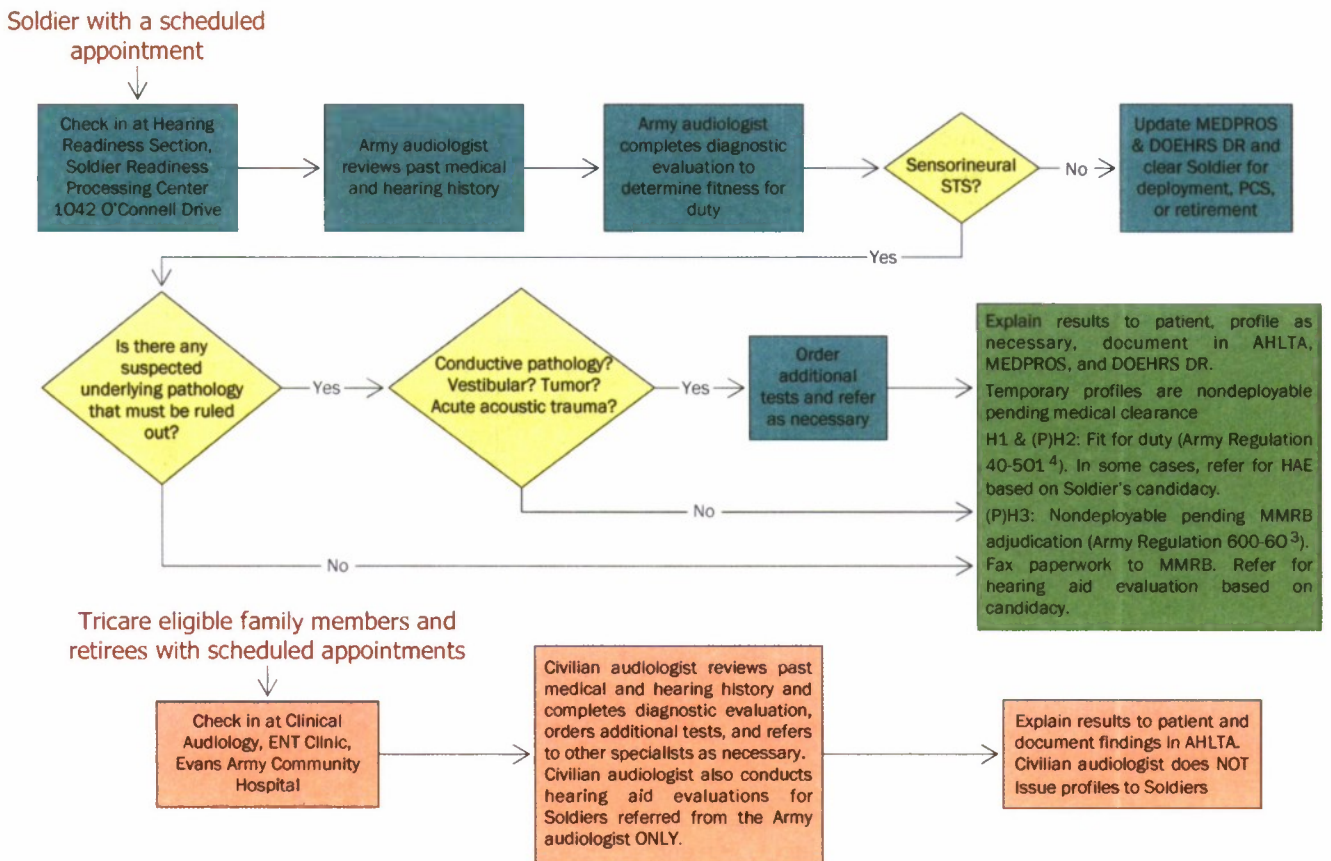 Soldier with a scheduled
appointment
Check in at Hearing
Readiness Section,
Soldier Readiness
Processing Center
1042 O'Connell Drive
Army audiologist
reviews past medical
and hearing history
Army audiologist
completes diagnostic
evaluation to
determine fitness for
duty
Sensorineural
STS?
No
Update MEDPROS
& DOEHRS DR and
clear Soldier for
deployment, PCS,
or retirement
Yes
Is there any
suspected
underlying pathology
that must be ruled
out?
Yes
Conductive pathology?
Vestibular? Tumor?
Acute acoustic trauma?
Yes
Order
additional
tests and refer
as necessary
Explain results to patient, profile as
necessary, document in AHLTA,
MEDPROS, and DOEHRS DR.
Temporary profiles are nondeployable
pending medical clearance
H1 & (P)H2: Fit for duty (Army Regulation
40-501 4). In some cases, refer for HAE
based on Soldier's candidacy.
(P)H3: Nondeployable pending MMRB
adjudication (Army Regulation 600-60 3).
Fax paperwork to MMRB. Refer for
hearing aid evaluation based on
candidacy.
No
No
Tricare eligible family members and
retirees with scheduled appointments
Check in at Clinical
Audiology, ENT Clinic,
Evans Army Community
Hospital
Civilian audiologist reviews past
medical and hearing history and
completes diagnostic evaluation,
orders additional tests, and refers
to other specialists as necessary.
Civilian audiologist also conducts
hearing aid evaluations for
Soldiers referred from the Army
audiologist ONLY.
Explain results to patient and
document findings in AHLTA.
Civilian audiologist does NOT
Issue profiles to Soldiers